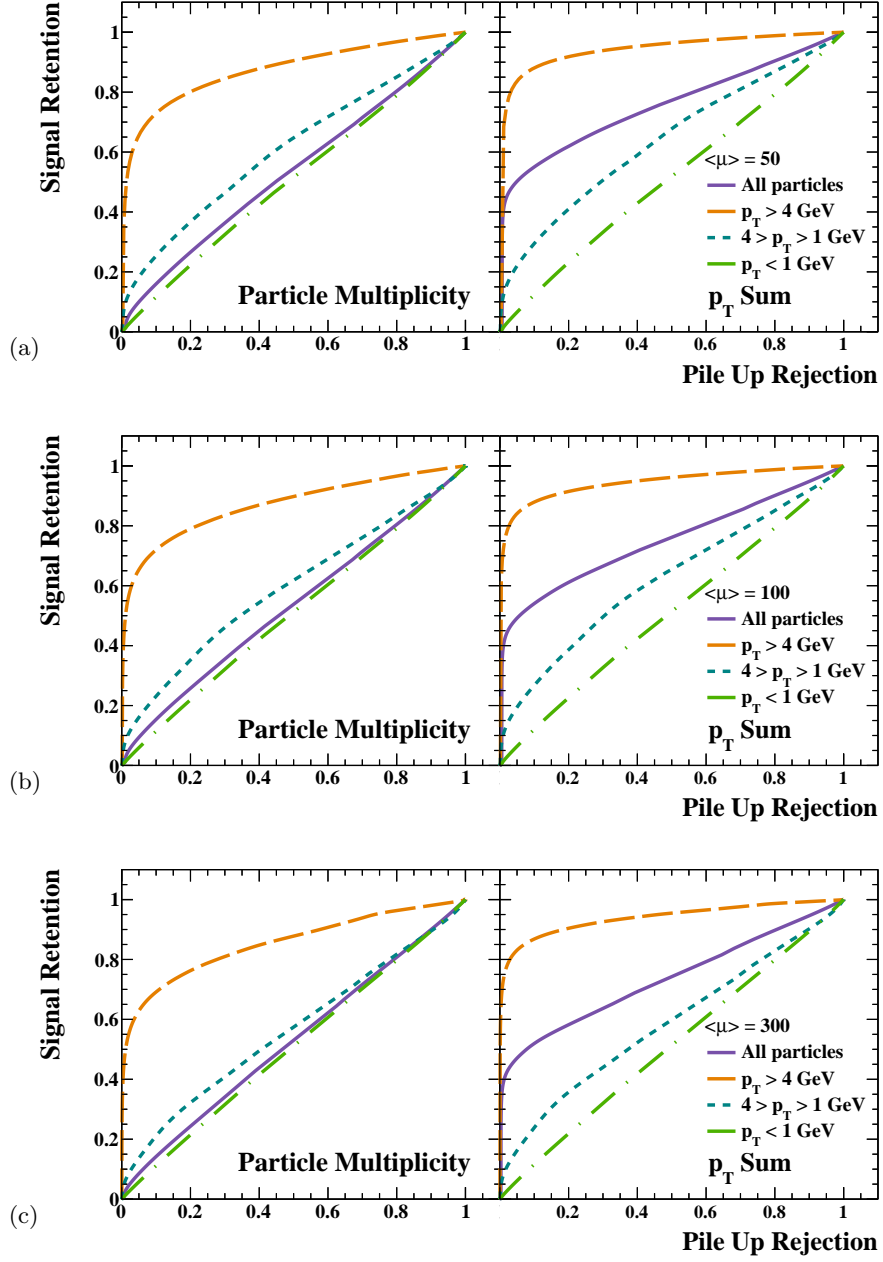 Signal Retention
1
0.8
0.6
0.4
0.2
0
Particle Multiplicity
0 0.2 0.4 0.6 0.8 1
<μ> = 50
All particles
p_T > 4 GeV
4 > p_T > 1 GeV
p_T < 1 GeV
p_T Sum
0.2 0.4 0.6 0.8 1
Pile Up Rejection
(a)
Signal Retention
1
0.8
0.6
0.4
0.2
0
Particle Multiplicity
0 0.2 0.4 0.6 0.8 1
<μ> = 100
All particles
p_T > 4 GeV
4 > p_T > 1 GeV
p_T < 1 GeV
p_T Sum
0.2 0.4 0.6 0.8 1
Pile Up Rejection
(b)
Signal Retention
1
0.8
0.6
0.4
0.2
0
Particle Multiplicity
0 0.2 0.4 0.6 0.8 1
<μ> = 300
All particles
p_T > 4 GeV
4 > p_T > 1 GeV
p_T < 1 GeV
p_T Sum
0.2 0.4 0.6 0.8 1
Pile Up Rejection
(c)